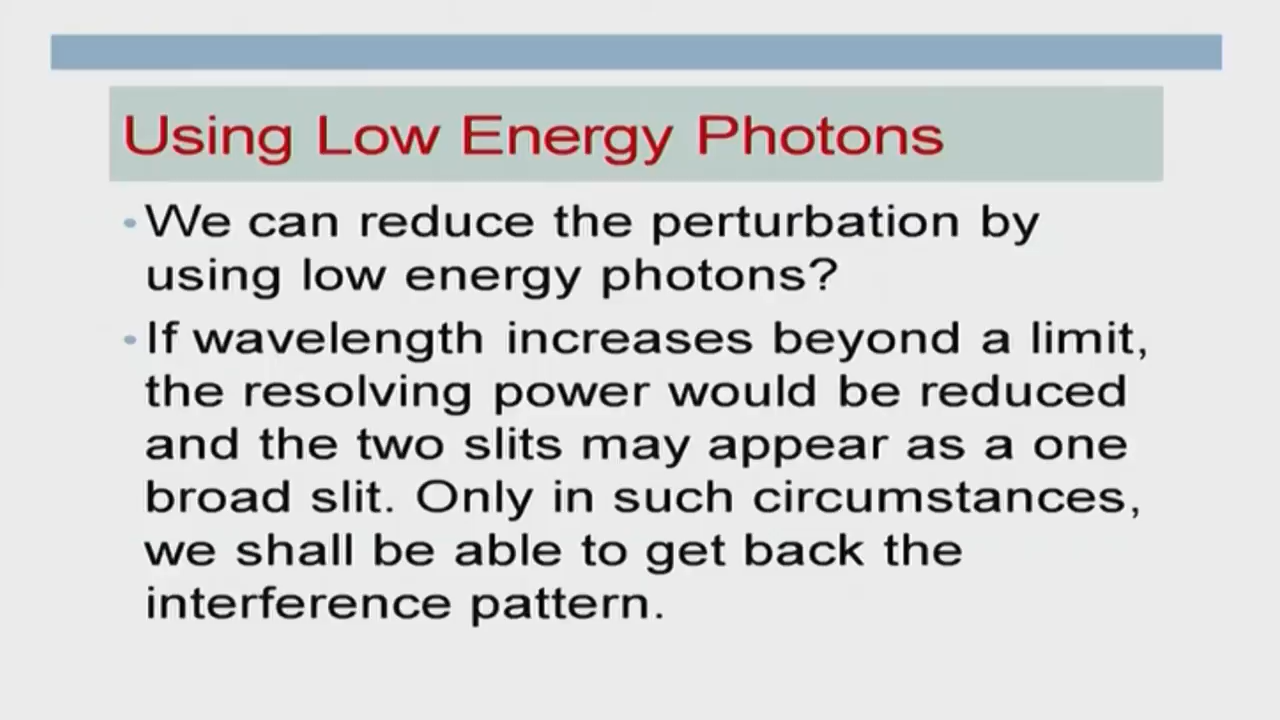 Using Low Energy Photons
• We can reduce the perturbation by
using low energy photons?
• If wavelength increases beyond a limit,
the resolving power would be reduced
and the two slits may appear as a one
broad slit. Only in such circumstances,
we shall be able to get back the
interference pattern.